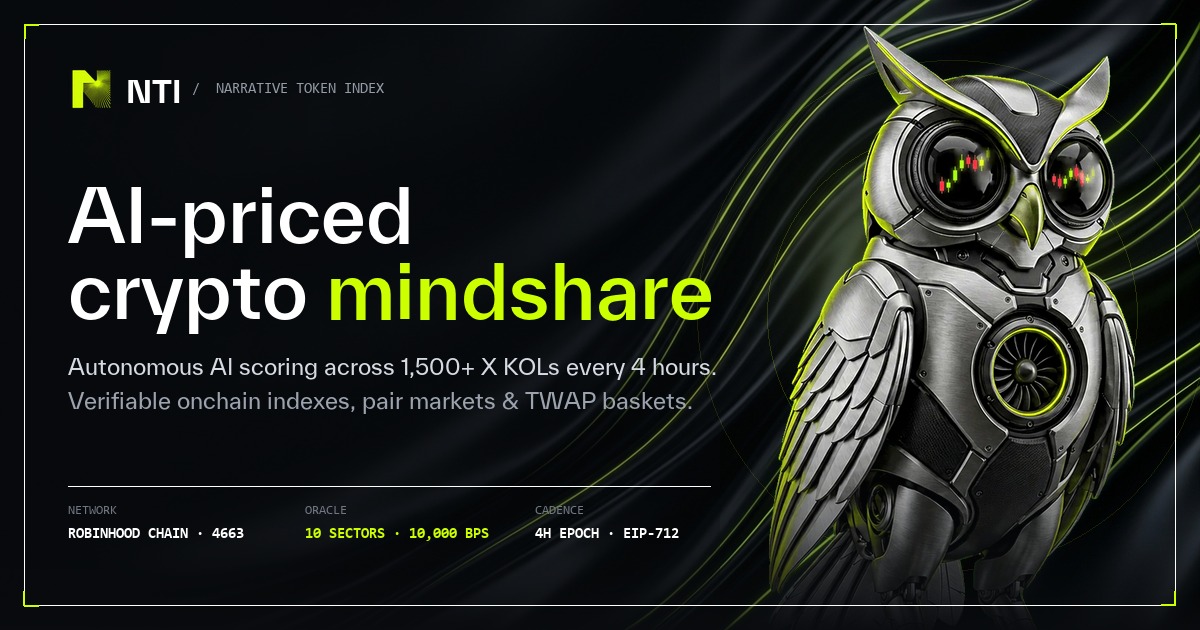 NTI / NARRATIVE TOKEN INDEX
AI-priced
crypto mindshare
Autonomous AI scoring across 1,500+ X KOLs every 4 hours.
Verifiable onchain indexes, pair markets & TWAP baskets.
NETWORK
ROBINHOOD CHAIN · 4663
ORACLE
10 SECTORS · 10,000 BPS
CADENCE
4H EPOCH · EIP-712